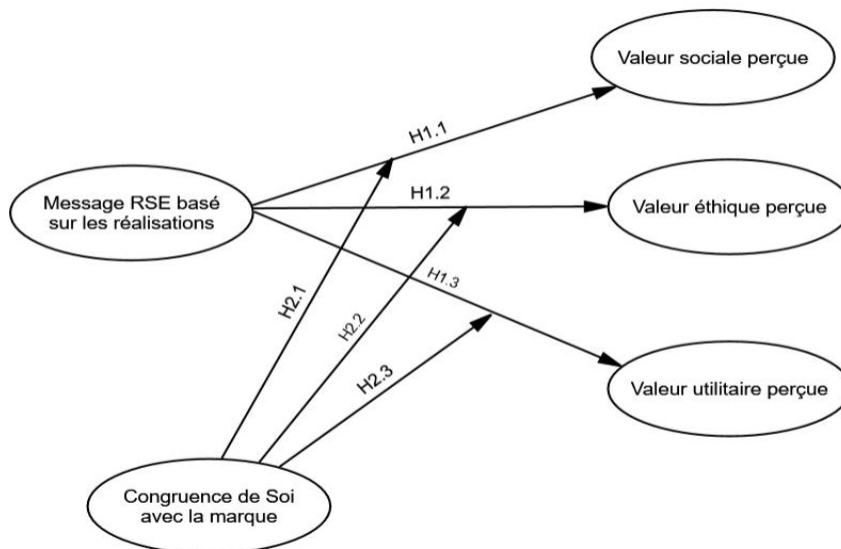 Valeur sociale perçue
H1.1
Message RSE basé
sur les réalisations
H1.2
Valeur éthique perçue
H1.3
H2.1
H2.2
H2.3
Valeur utilitaire perçue
Congruence de Soi
avec la marque